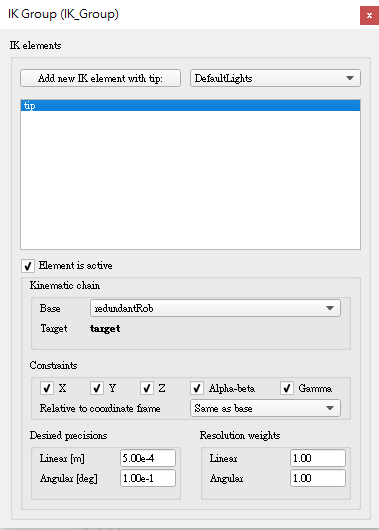 IK Group (IK_Group)
x
IK elements
Add new IK element with tip: DefaultLights
tip
Element is active
Kinematic chain
Base redundantRob
Target target
Constraints
X Y Z Alpha-beta Gamma
Relative to coordinate frame Same as base
Desired precisions Resolution weights
Linear [m] 5.00e-4 Linear 1.00
Angular [deg] 1.00e-1 Angular 1.00